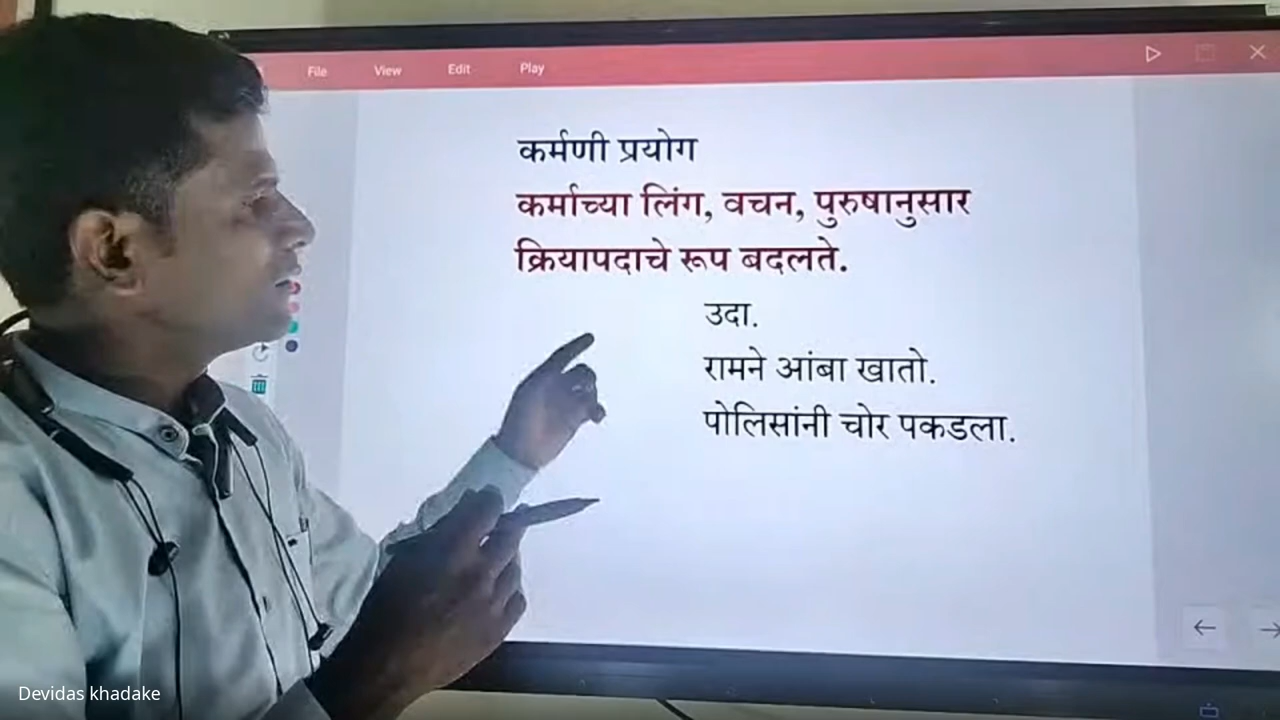 File View Edit Play
कर्मणी प्रयोग
कर्माच्या लिंग, वचन, पुरुषानुसार
क्रियापदाचे रूप बदलते.
उदा.
रामने आंबा खातो.
पोलिसांनी चोर पकडला.
Devidas khadake